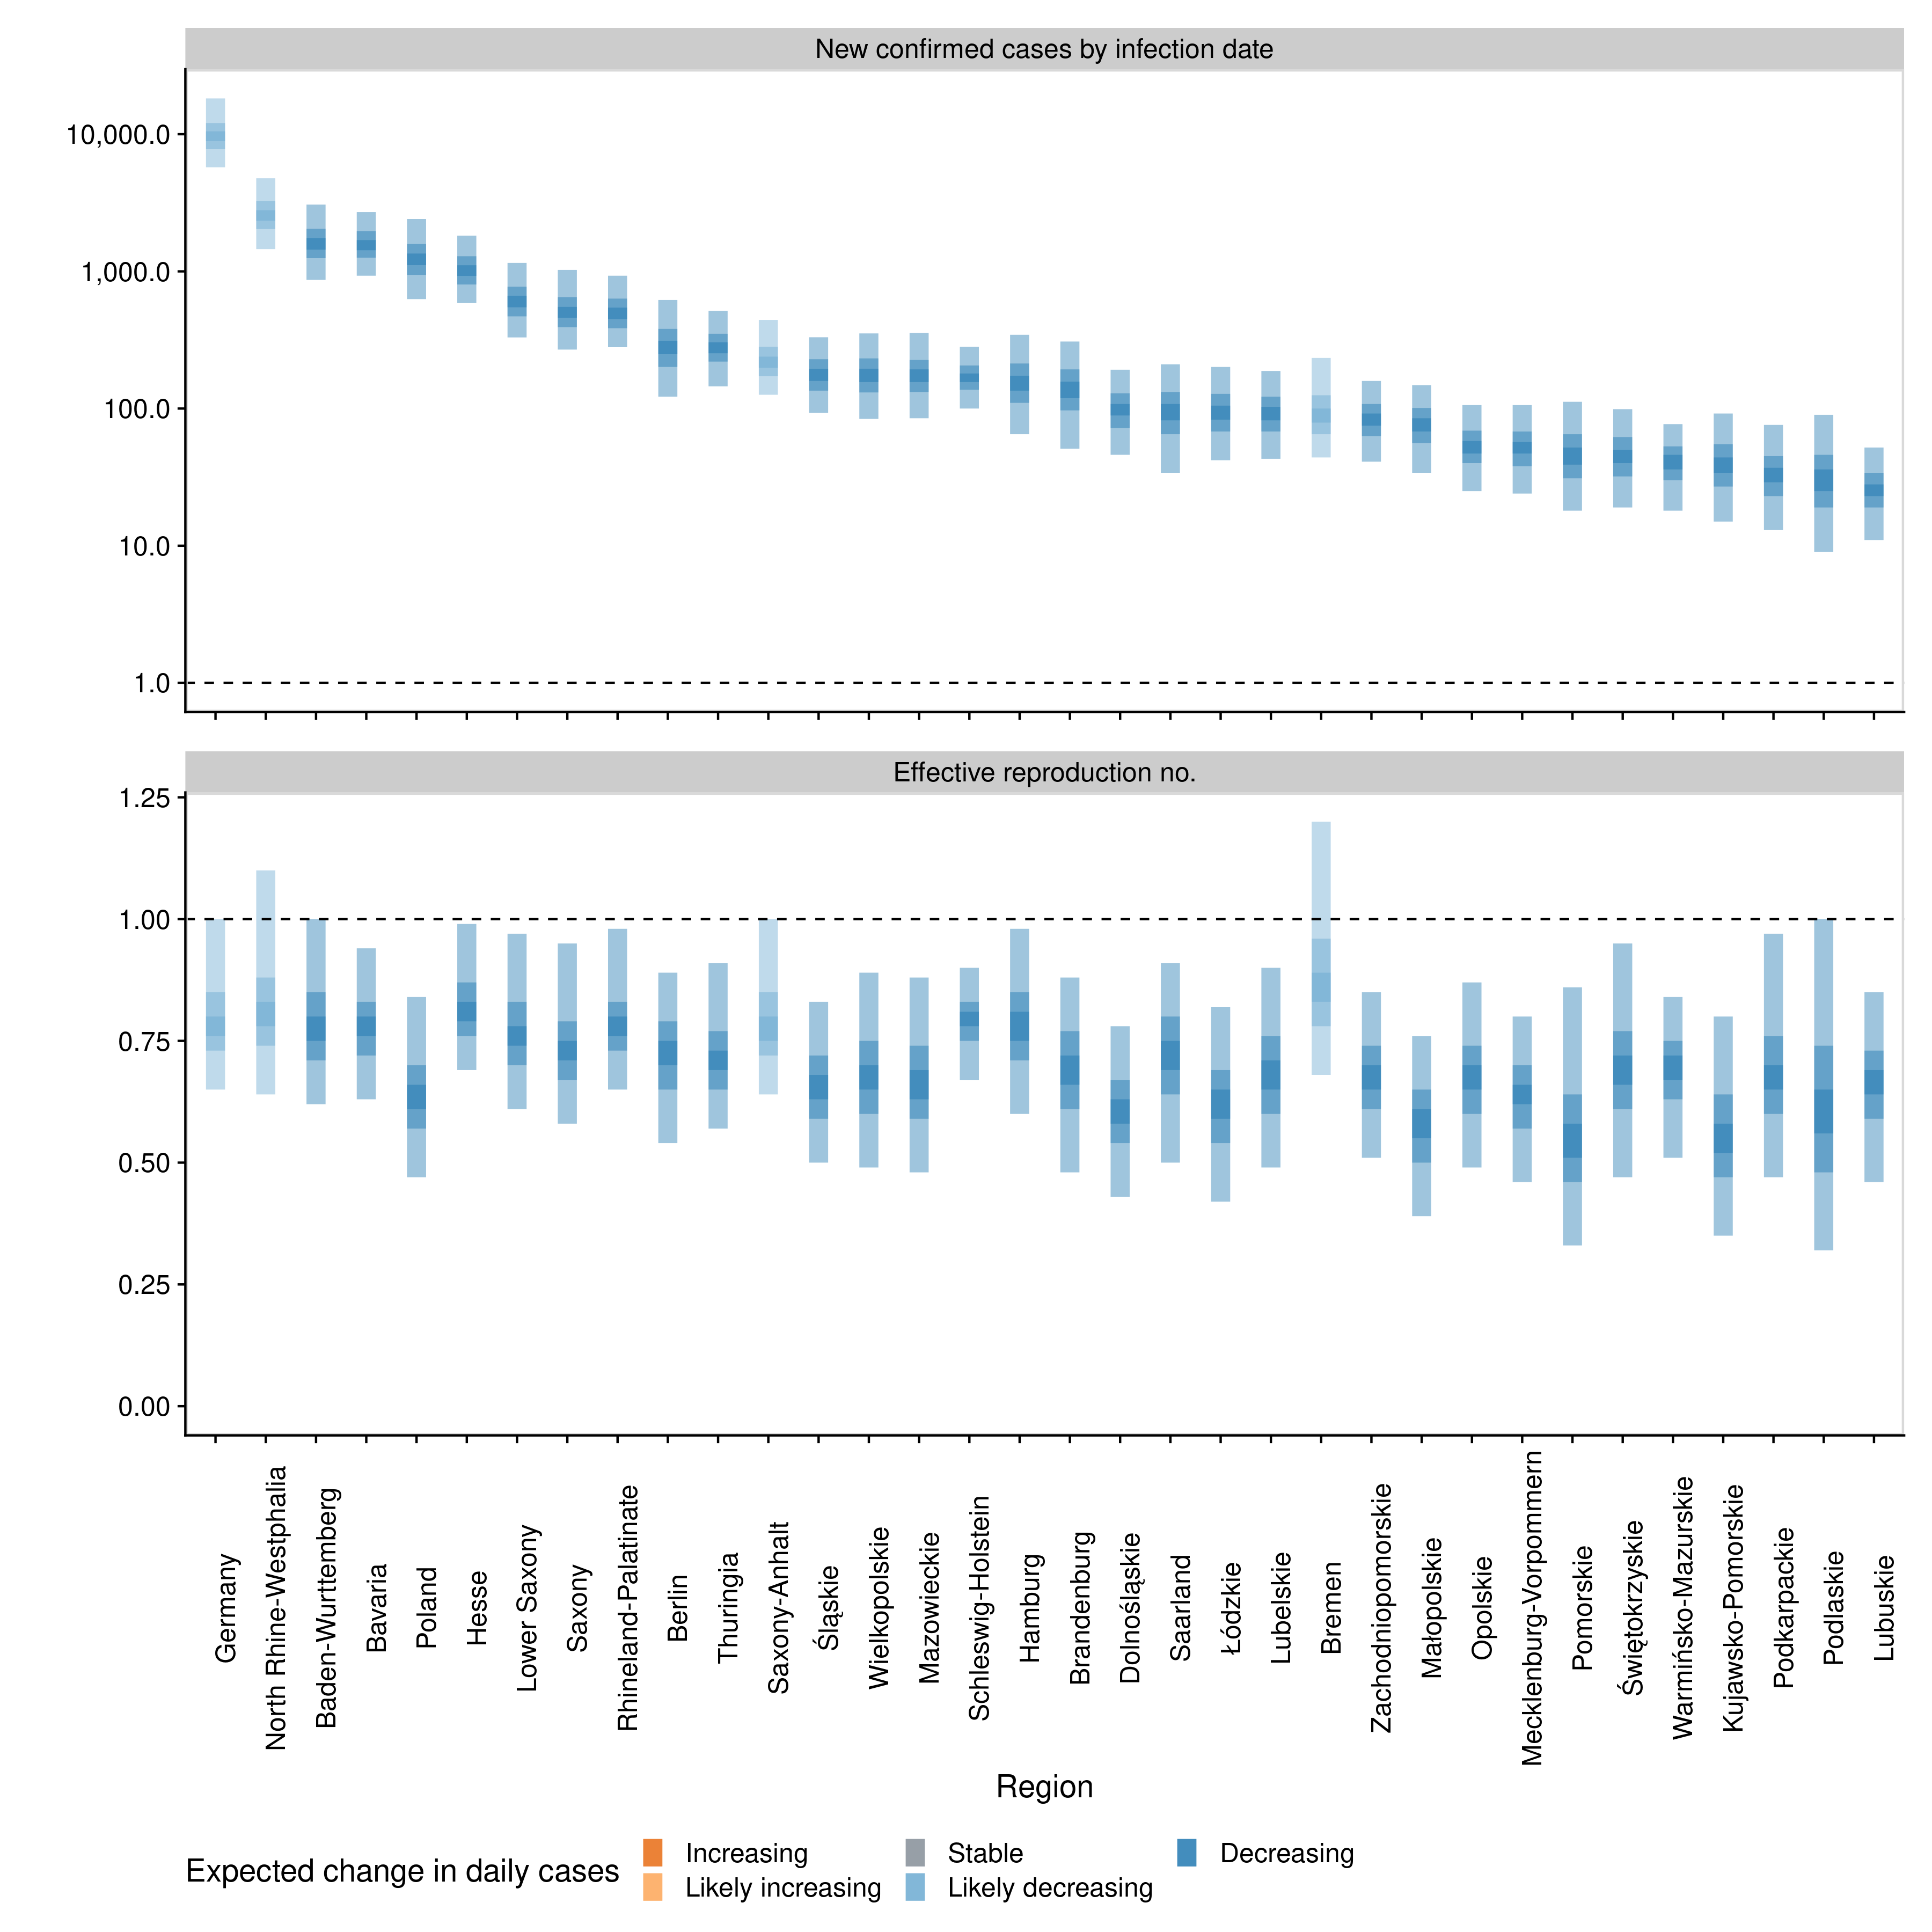 New confirmed cases by infection date
10,000.0
1,000.0
100.0
10.0
1.0
Effective reproduction no.
1.25
1.00
0.75
0.50
0.25
0.00
Germany
North Rhine-Westphalia
Baden-Wurttemberg
Bavaria
Poland
Hesse
Lower Saxony
Saxony
Rhineland-Palatinate
Berlin
Thuringia
Saxony-Anhalt
Śląskie
Wielkopolskie
Mazowieckie
Schleswig-Holstein
Hamburg
Brandenburg
Dolnośląskie
Saarland
Łódzkie
Lubelskie
Bremen
Zachodniopomorskie
Małopolskie
Opolskie
Mecklenburg-Vorpommern
Pomorskie
Świętokrzyskie
Warmińsko-Mazurskie
Kujawsko-Pomorskie
Podkarpackie
Podlaskie
Lubuskie
Region
Expected change in daily cases
Increasing
Likely increasing
Stable
Likely decreasing
Decreasing